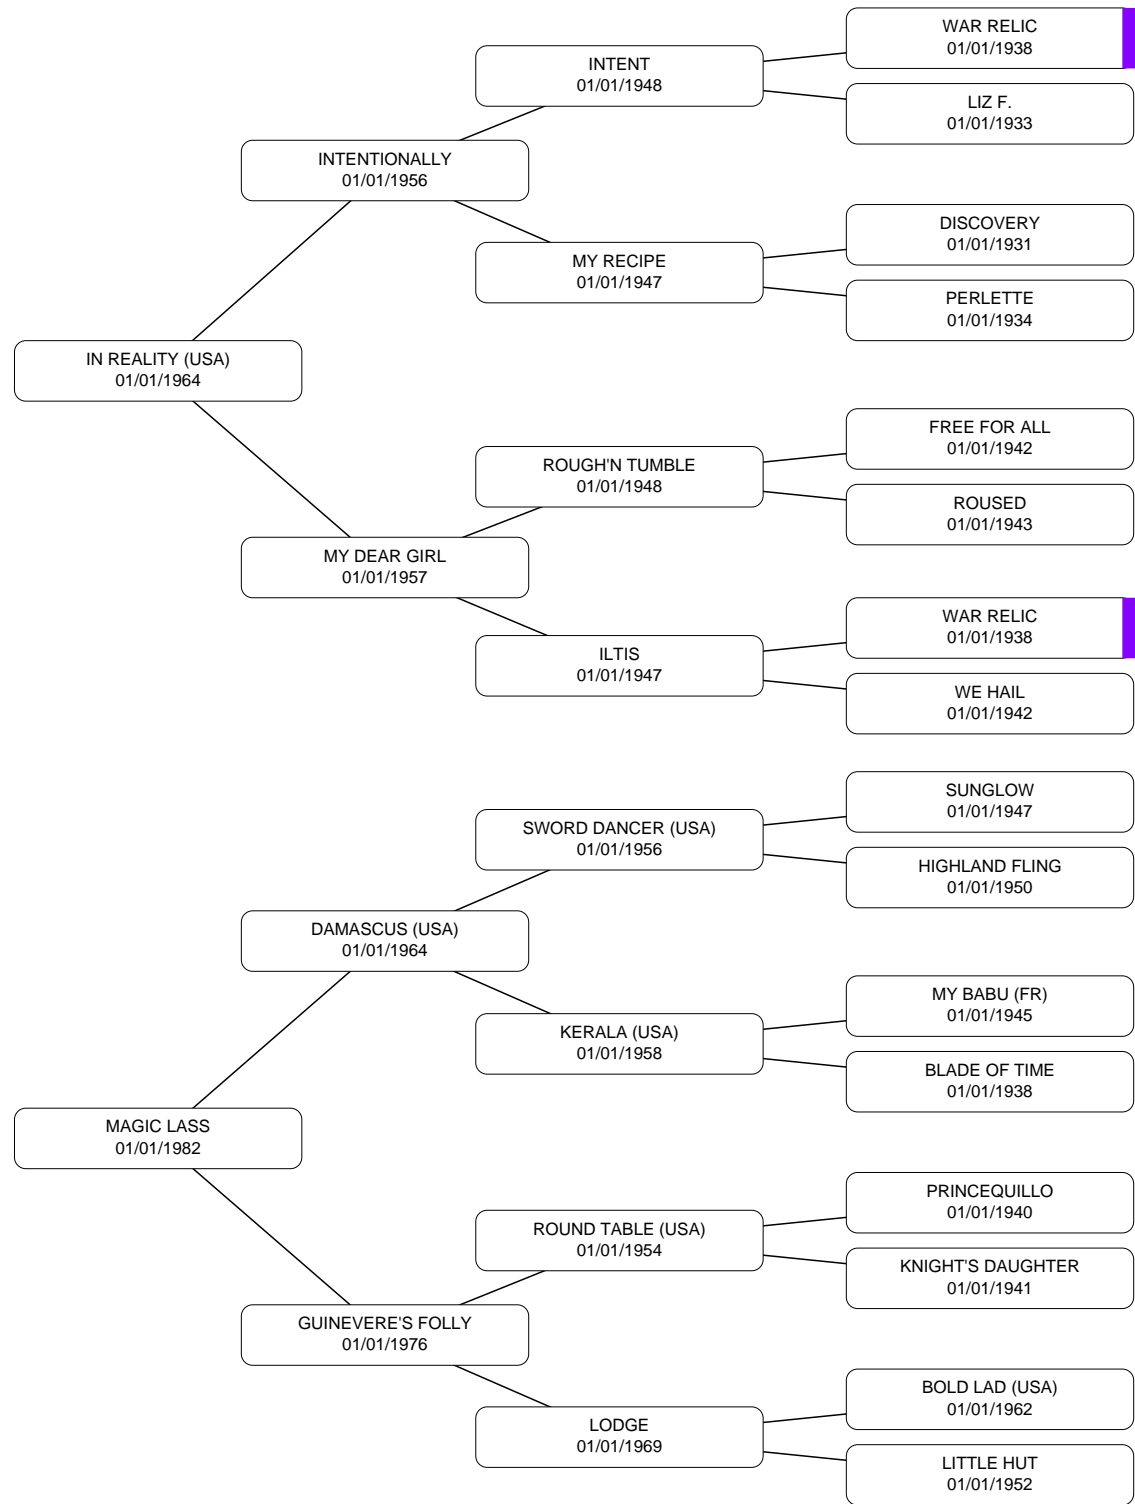 WAR RELIC
01/01/1938
INTENT
01/01/1948
LIZ F.
01/01/1933
INTENTIONALLY
01/01/1956
DISCOVERY
01/01/1931
MY RECIPE
01/01/1947
PERLETTE
01/01/1934
IN REALITY (USA)
01/01/1964
FREE FOR ALL
01/01/1942
ROUGH'N TUMBLE
01/01/1948
ROUSED
01/01/1943
MY DEAR GIRL
01/01/1957
WAR RELIC
01/01/1938
ILTIS
01/01/1947
WE HAIL
01/01/1942
SUNGLOW
01/01/1947
SWORD DANCER (USA)
01/01/1956
HIGHLAND FLING
01/01/1950
DAMASCUS (USA)
01/01/1964
MY BABU (FR)
01/01/1945
KERALA (USA)
01/01/1958
BLADE OF TIME
01/01/1938
MAGIC LASS
01/01/1982
PRINCEQUILLO
01/01/1940
ROUND TABLE (USA)
01/01/1954
KNIGHT'S DAUGHTER
01/01/1941
GUINEVERE'S FOLLY
01/01/1976
BOLD LAD (USA)
01/01/1962
LODGE
01/01/1969
LITTLE HUT
01/01/1952